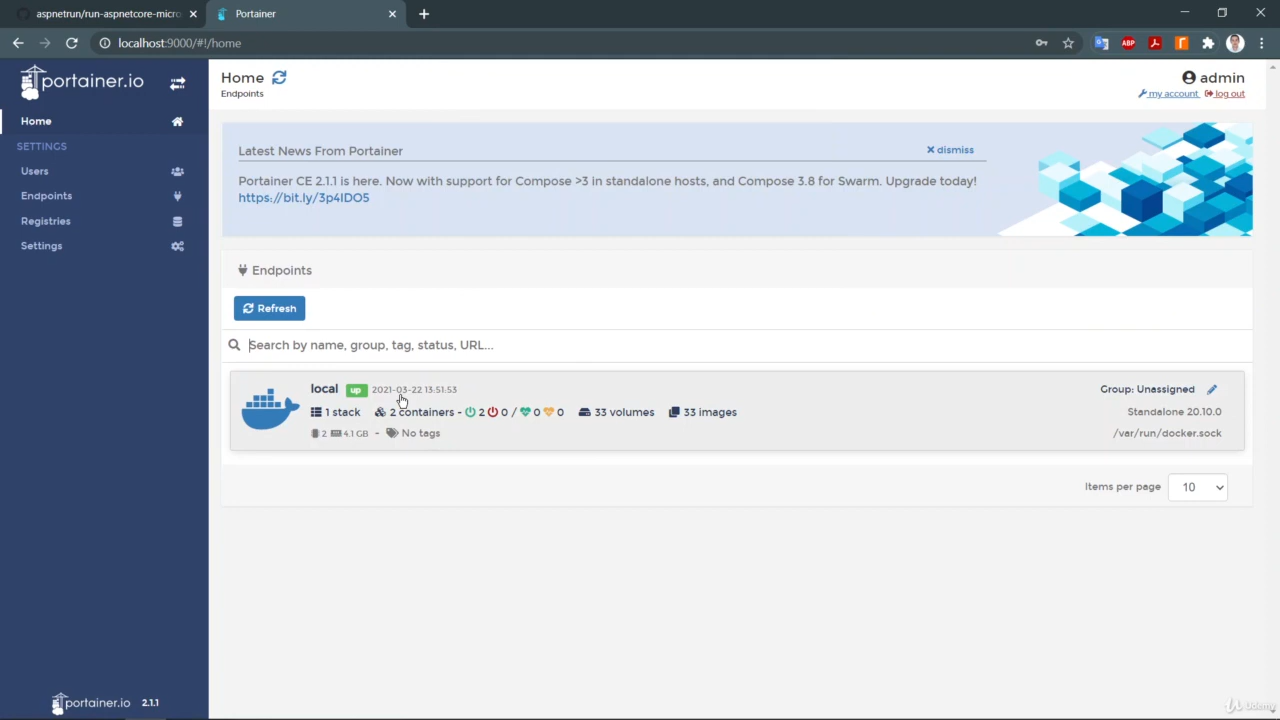 aspnetrun/run-aspnetcore-micro
Portainer
localhost:9000/#!/home
ABP
portainer.io
Home
SETTINGS
Users
Endpoints
Registries
Settings
portainer.io 2.1.1
Home
Endpoints
admin
my account log out
Latest News From Portainer
dismiss
Portainer CE 2.1.1 is here. Now with support for Compose >3 in standalone hosts, and Compose 3.8 for Swarm. Upgrade today!
https://bit.ly/3p4IDO5
Endpoints
Refresh
Search by name, group, tag, status, URL...
local up 2021-03-22 13:51:53
Group: Unassigned
1 stack 2 containers - 2 0 / 0 0 33 volumes 33 images
Standalone 20.10.0
2 4.1 GB - No tags
/var/run/docker.sock
Items per page 10
Udemy